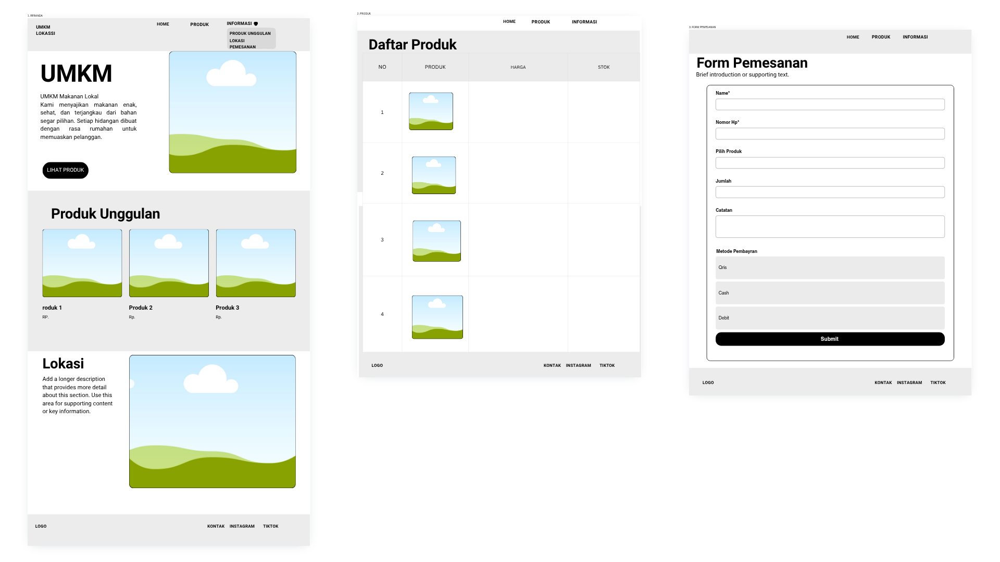 1. BERANDA
UMKM
LOKASSI
HOME
PRODUK
INFORMASI
PRODUK UNGGULAN
LOKASI
PEMESANAN
UMKM
UMKM Makanan Lokal
Kami menyajikan makanan enak,
sehat, dan terjangkau dari bahan
segar pilihan. Setiap hidangan dibuat
dengan rasa rumahan untuk
memuaskan pelanggan.
LIHAT PRODUK
Produk Unggulan
roduk 1
RP.
Produk 2
Rp.
Produk 3
Rp.
Lokasi
Add a longer description
that provides more detail
about this section. Use this
area for supporting content
or key information.
LOGO
KONTAK
INSTAGRAM
TIKTOK
2. PRODUK
HOME
PRODUK
INFORMASI
Daftar Produk
NO
PRODUK
HARGA
STOK
1
2
3
4
LOGO
KONTAK
INSTAGRAM
TIKTOK
3. FORM PEMESANAN
HOME
PRODUK
INFORMASI
Form Pemesanan
Brief introduction or supporting text.
Name*
Nomor Hp*
Pilih Produk
Jumlah
Catatan
Metode Pembayran
Qris
Cash
Debit
Submit
LOGO
KONTAK
INSTAGRAM
TIKTOK